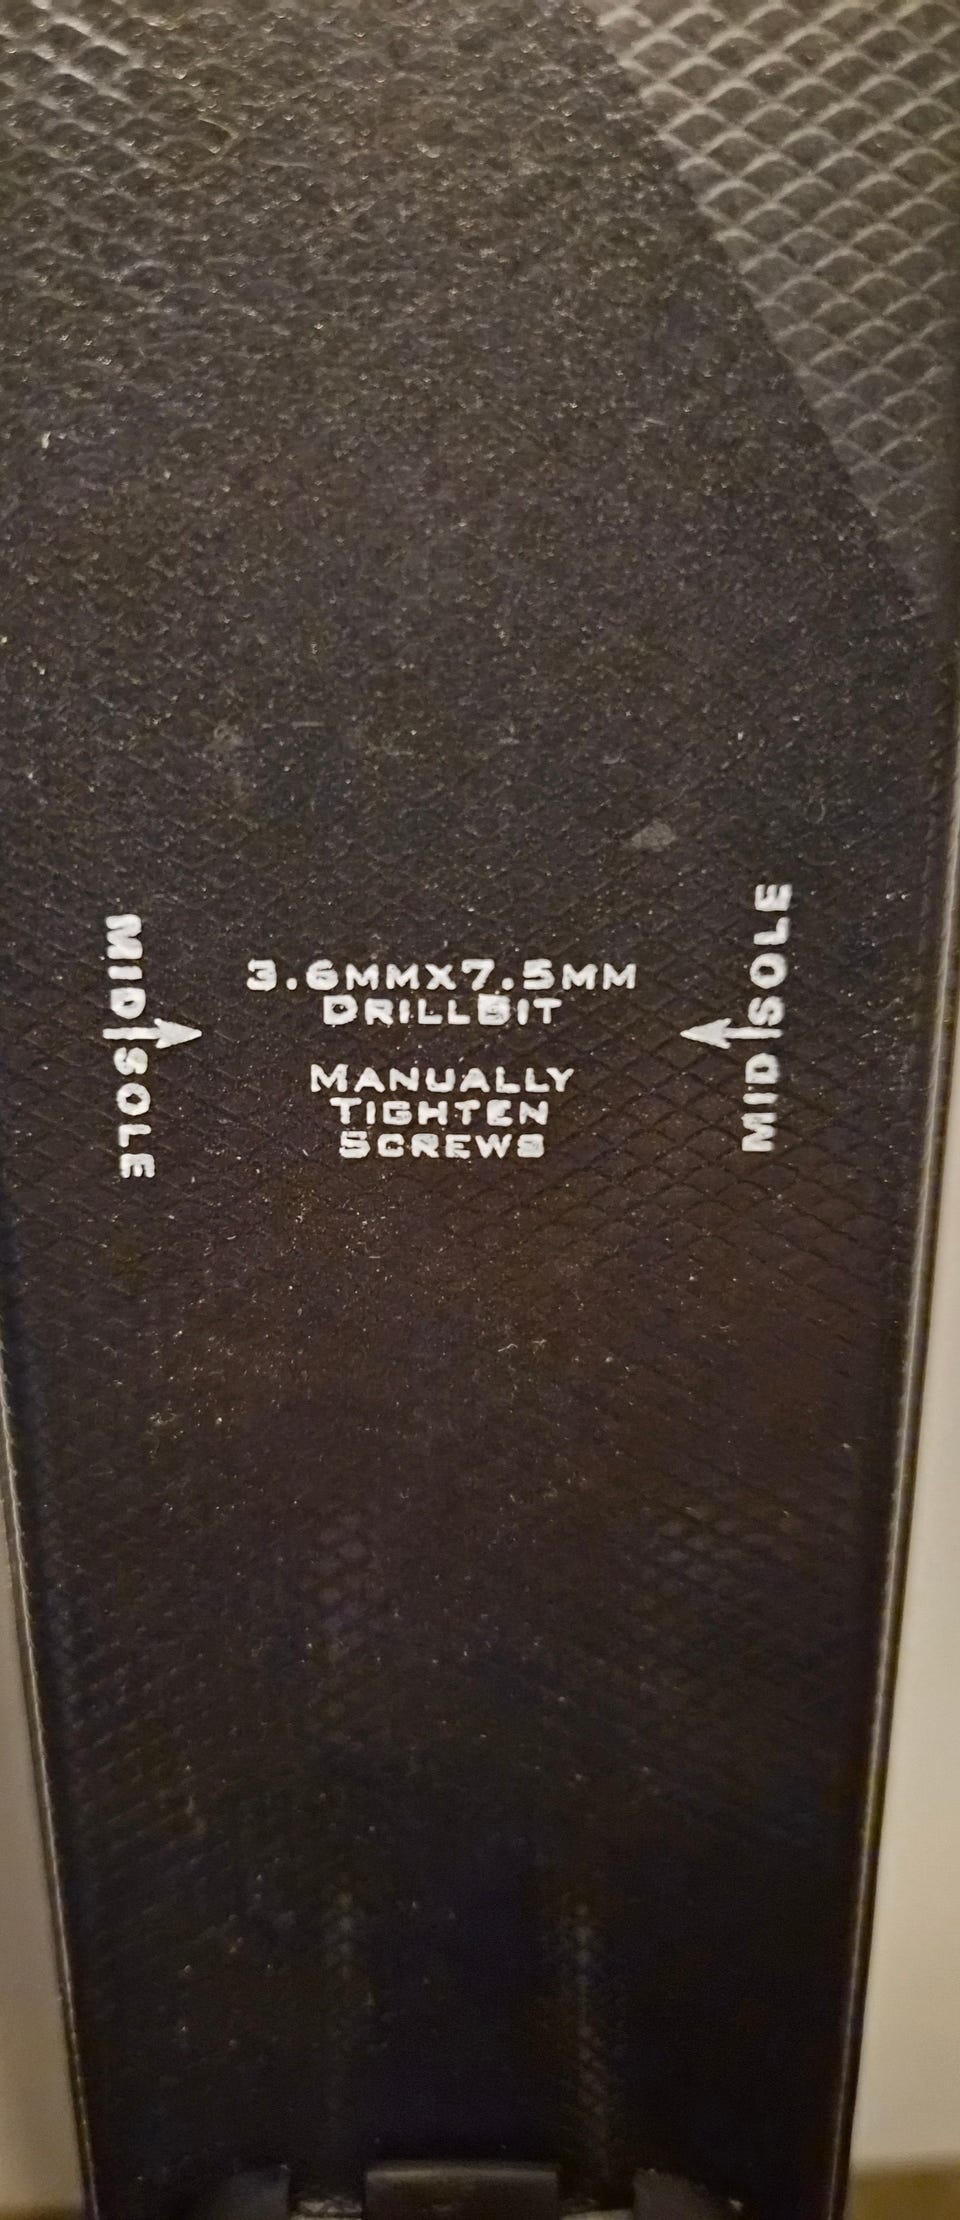 MID|SOLE
3.6MMX7.5MM
DRILLBIT
MANUALLY
TIGHTEN
SCREWS
MID|SOLE